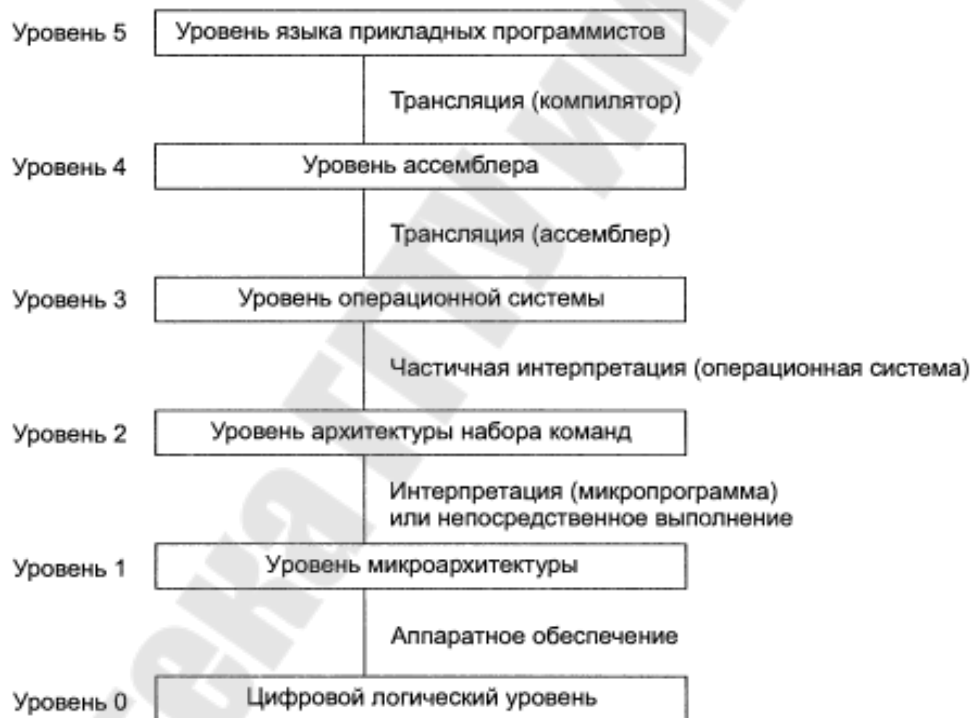 Уровень 5 Уровень языка прикладных программистов
Трансляция (компилятор)
Уровень 4 Уровень ассемблера
Трансляция (ассемблер)
Уровень 3 Уровень операционной системы
Частичная интерпретация (операционная система)
Уровень 2 Уровень архитектуры набора команд
Интерпретация (микропрограмма)
или непосредственное выполнение
Уровень 1 Уровень микроархитектуры
Аппаратное обеспечение
Уровень 0 Цифровой логический уровень